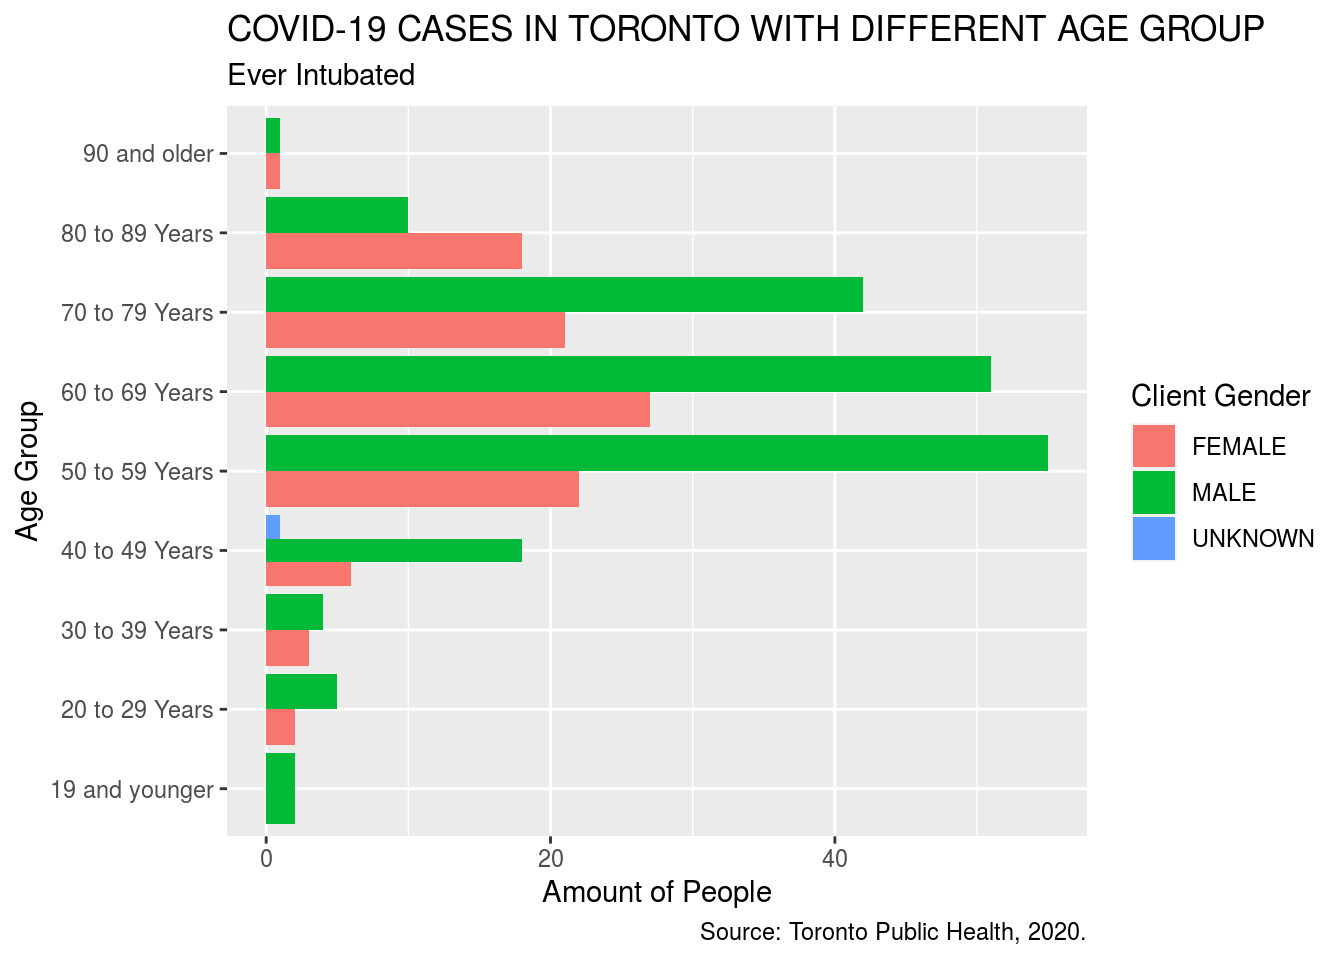 COVID-19 CASES IN TORONTO WITH DIFFERENT AGE GROUP
Ever Intubated
Age Group
90 and older
80 to 89 Years
70 to 79 Years
60 to 69 Years
50 to 59 Years
40 to 49 Years
30 to 39 Years
20 to 29 Years
19 and younger
0 20 40
Amount of People
Client Gender
FEMALE
MALE
UNKNOWN
Source: Toronto Public Health, 2020.